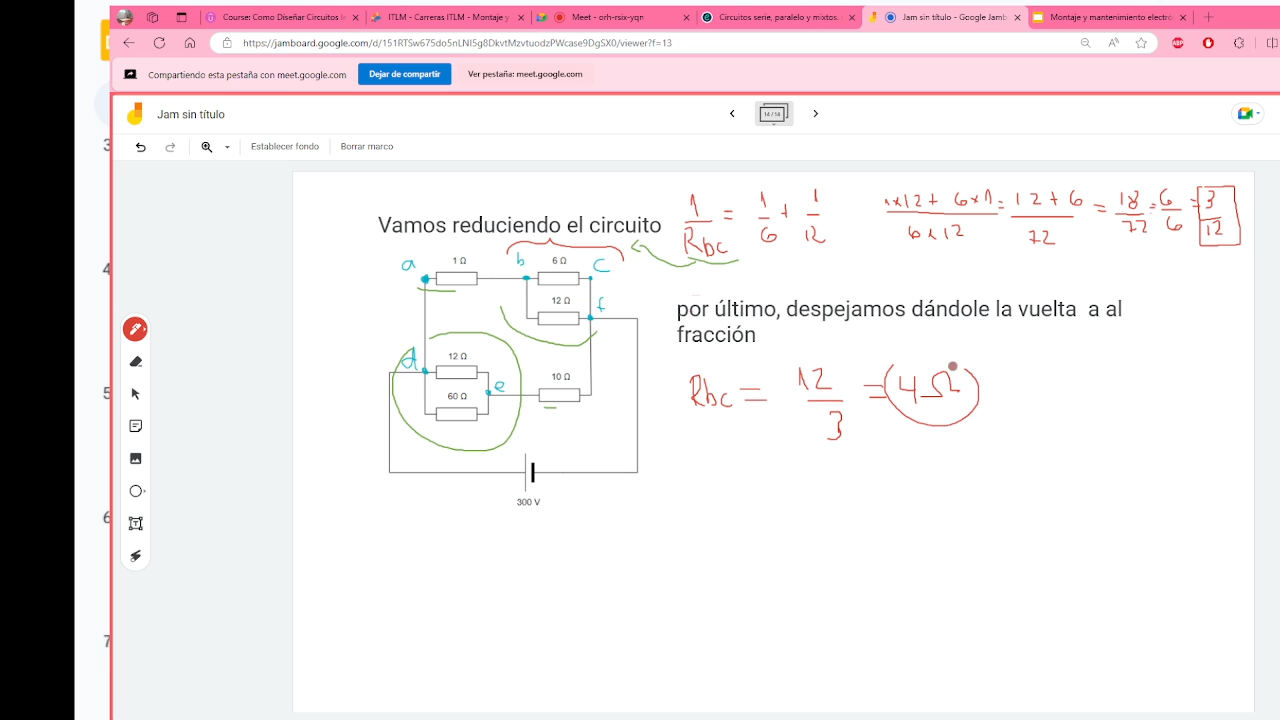 Course: Como Diseñar Circuitos I
ITLM - Carreras ITLM - Montaje y
Meet - orh-rsix-yqn
Circuitos serie, paralelo y mixtos.
Jam sin título - Google Jamb
Montaje y mantenimiento electró
https://jamboard.google.com/d/151RTSw675do5nLNI5g8DkvtMzvtuodzPWcase9DgSX0/viewer?f=13
Compartiendo esta pestaña con meet.google.com
Dejar de compartir
Ver pestaña: meet.google.com
Jam sin título
14 / 14
Establecer fondo
Borrar marco
Vamos reduciendo el circuito
1/Rbc = 1/6 + 1/12
1x12 + 6x1/6x12 = 12+6/72 = 18/72 = 6/6 = 3/12
a
1 Ω
b
6 Ω
c
12 Ω
f
d
12 Ω
e
60 Ω
10 Ω
300 V
por último, despejamos dándole la vuelta a al
fracción
Rbc = 12/3 = 4Ω
3
4
5
6
7